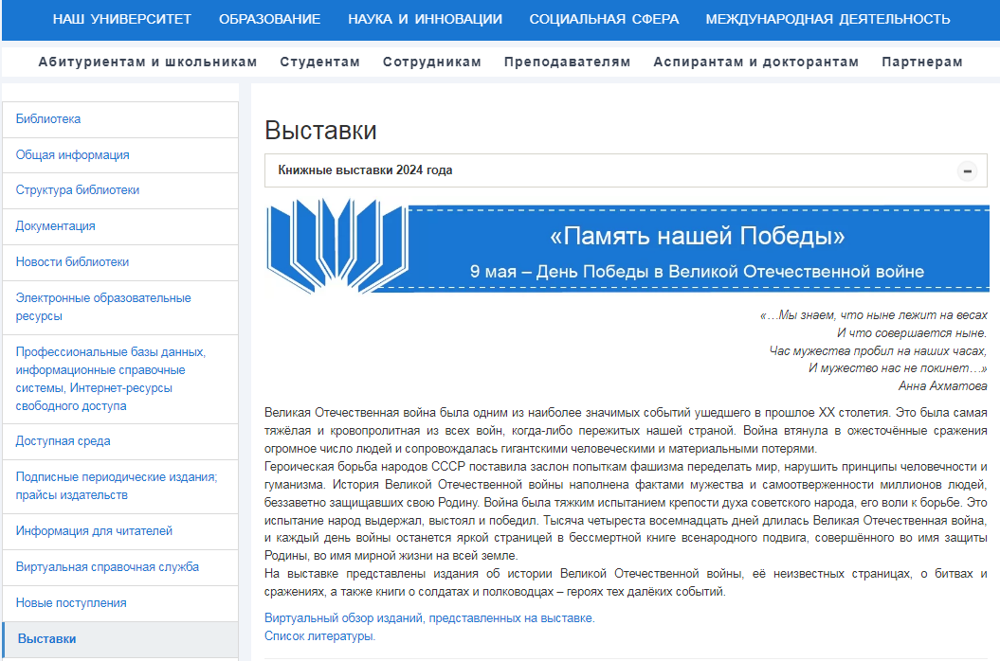 НАШ УНИВЕРСИТЕТ ОБРАЗОВАНИЕ НАУКА И ИННОВАЦИИ СОЦИАЛЬНАЯ СФЕРА МЕЖДУНАРОДНАЯ ДЕЯТЕЛЬНОСТЬ
Абитуриентам и школьникам Студентам Сотрудникам Преподавателям Аспирантам и докторантам Партнерам
Библиотека
Общая информация
Структура библиотеки
Документация
Новости библиотеки
Электронные образовательные
ресурсы
Профессиональные базы данных,
информационные справочные
системы, Интернет-ресурсы
свободного доступа
Доступная среда
Подписные периодические издания;
прайсы издательств
Информация для читателей
Виртуальная справочная служба
Новые поступления
Выставки
Выставки
Книжные выставки 2024 года
«Память нашей Победы»
9 мая – День Победы в Великой Отечественной войне
«…Мы знаем, что ныне лежит на весах
И что совершается ныне.
Час мужества пробил на наших часах,
И мужество нас не покинет…»
Анна Ахматова
Великая Отечественная война была одним из наиболее значимых событий ушедшего в прошлое XX столетия. Это была самая
тяжёлая и кровопролитная из всех войн, когда-либо пережитых нашей страной. Война втянула в ожесточённые сражения
огромное число людей и сопровождалась гигантскими человеческими и материальными потерями.
Героическая борьба народов СССР поставила заслон попыткам фашизма переделать мир, нарушить принципы человечности и
гуманизма. История Великой Отечественной войны наполнена фактами мужества и самоотверженности миллионов людей,
беззаветно защищавших свою Родину. Война была тяжким испытанием крепости духа советского народа, его воли к борьбе. Это
испытание народ выдержал, выстоял и победил. Тысяча четыреста восемнадцать дней длилась Великая Отечественная война,
и каждый день войны останется яркой страницей в бессмертной книге всенародного подвига, совершённого во имя защиты
Родины, во имя мирной жизни на всей земле.
На выставке представлены издания об истории Великой Отечественной войны, её неизвестных страницах, о битвах и
сражениях, а также книги о солдатах и полководцах – героях тех далёких событий.
Виртуальный обзор изданий, представленных на выставке.
Список литературы.